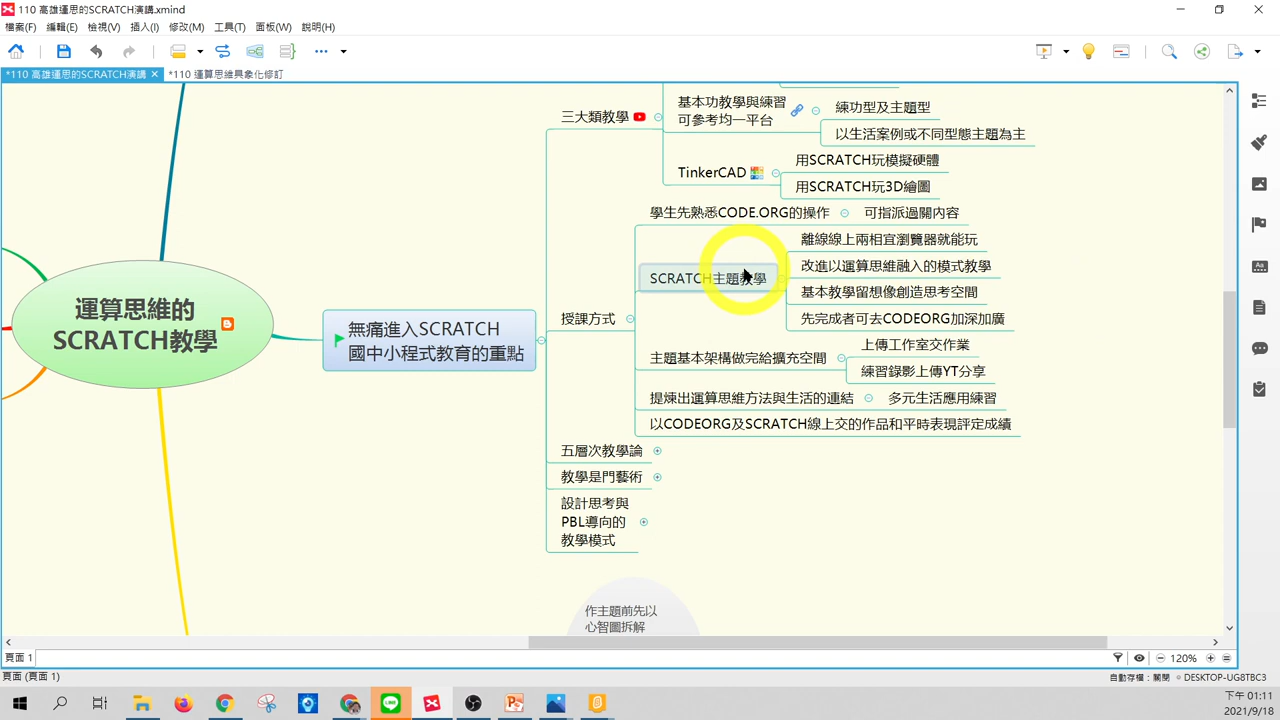 110 高雄運思的SCRATCH演講.xmind
檔案(F) 編輯(E) 檢視(V) 插入(I) 修改(M) 工具(T) 面板(W) 說明(H)
*110 高雄運思的SCRATCH演講 *110 運算思維具象化修訂
三大類教學
基本功教學與練習
可參考均一平台
練功型及主題型
以生活案例或不同型態主題為主
TinkerCAD
用SCRATCH玩模擬硬體
用SCRATCH玩3D繪圖
學生先熟悉CODE.ORG的操作
可指派過關內容
SCRATCH主題教學
離線線上兩相宜瀏覽器就能玩
改進以運算思維融入的模式教學
基本教學留想像創造思考空間
先完成者可去CODEORG加深加廣
運算思維的
SCRATCH教學
無痛進入SCRATCH
國中小程式教育的重點
授課方式
主題基本架構做完給擴充空間
上傳工作室交作業
練習錄影上傳YT分享
提煉出運算思維方法與生活的連結
多元生活應用練習
以CODEORG及SCRATCH線上交的作品和平時表現評定成績
五層次教學論
教學是門藝術
設計思考與
PBL導向的
教學模式
作主題前先以
心智圖拆解
頁面 1
120%
頁面 (頁面 1)
自動存檔：關閉 DESKTOP-UG8TBC3
下午 01:11
2021/9/18